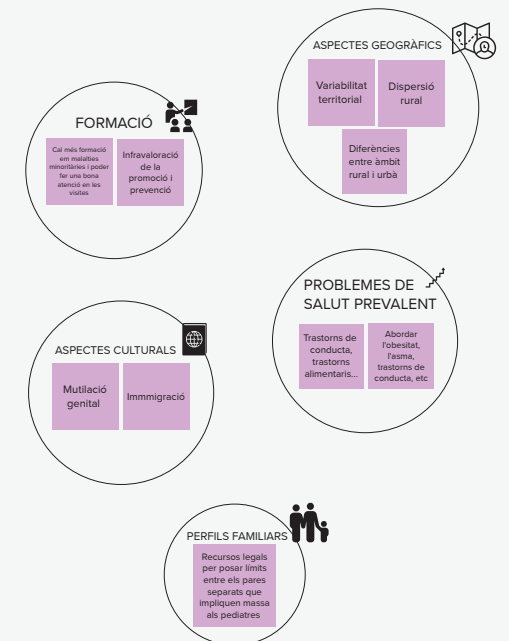 ASPECTES GEOGRÀFICS
Variabilitat
territorial
Dispersió
rural
Diferències
entre àmbit
rural i urbà
FORMACIÓ
Cal més formació
em malalties
minoritàries i poder
fer una bona
atenció en les
visites
Infravaloració
de la
promoció i
prevenció
PROBLEMES DE
SALUT PREVALENT
Trastorns de
conducta,
trastorns
alimentaris...
Abordar
l'obesitat,
l'asma,
trastorns de
conducta, etc
ASPECTES CULTURALS
Mutilació
genital
Immmigració
PERFILS FAMILIARS
Recursos legals
per posar límits
entre els pares
separats que
impliquen massa
als pediatres